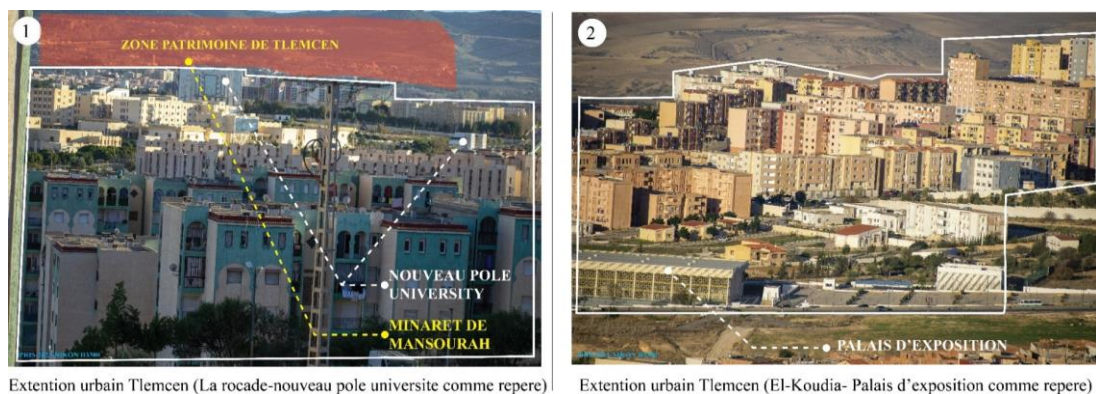 1
ZONE PATRIMOINE DE TLEMCEN
NOUVEAU POLE
UNIVERSITY
MINARET DE
MANSOURAH
Extention urbain Tlemcen (La rocade-nouveau pole universite comme repere)
2
PALAIS D'EXPOSITION
Extention urbain Tlemcen (El-Koudia- Palais d'exposition comme repere)